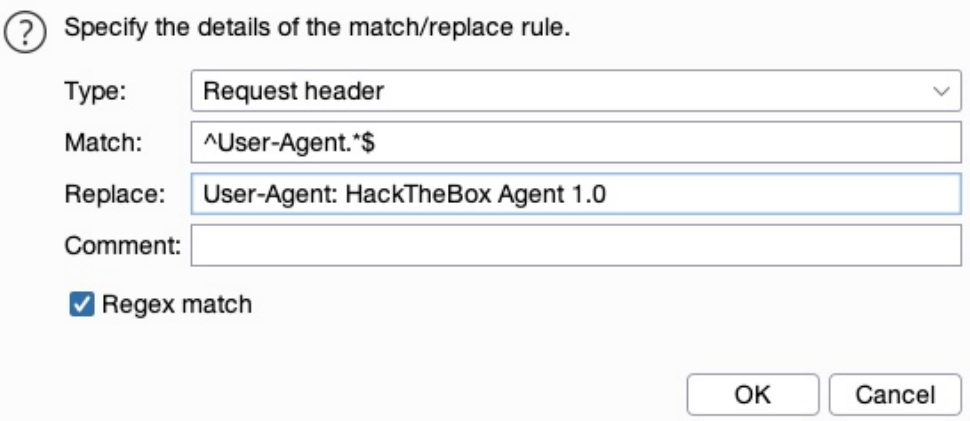 ? Specify the details of the match/replace rule.
Type: Request header
Match: ^User-Agent.*$
Replace: User-Agent: HackTheBox Agent 1.0
Comment:
Regex match
OK Cancel